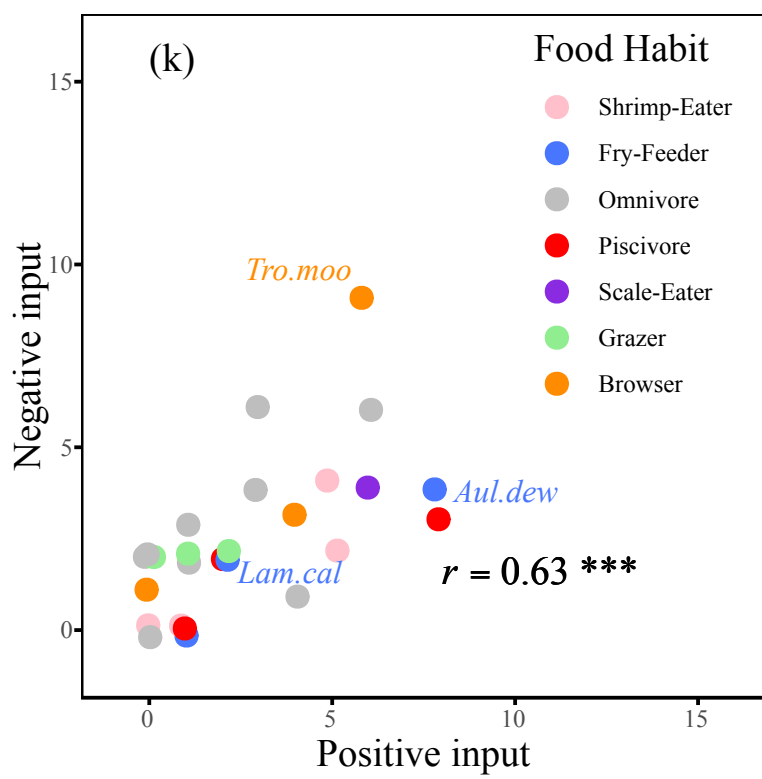 (k)
Food Habit
Shrimp-Eater
Fry-Feeder
Omnivore
Piscivore
Scale-Eater
Grazer
Browser
15
10
5
0
Negative input
Tro.moo
Aul.dew
Lam.cal
r = 0.63 ***
0
5
10
15
Positive input